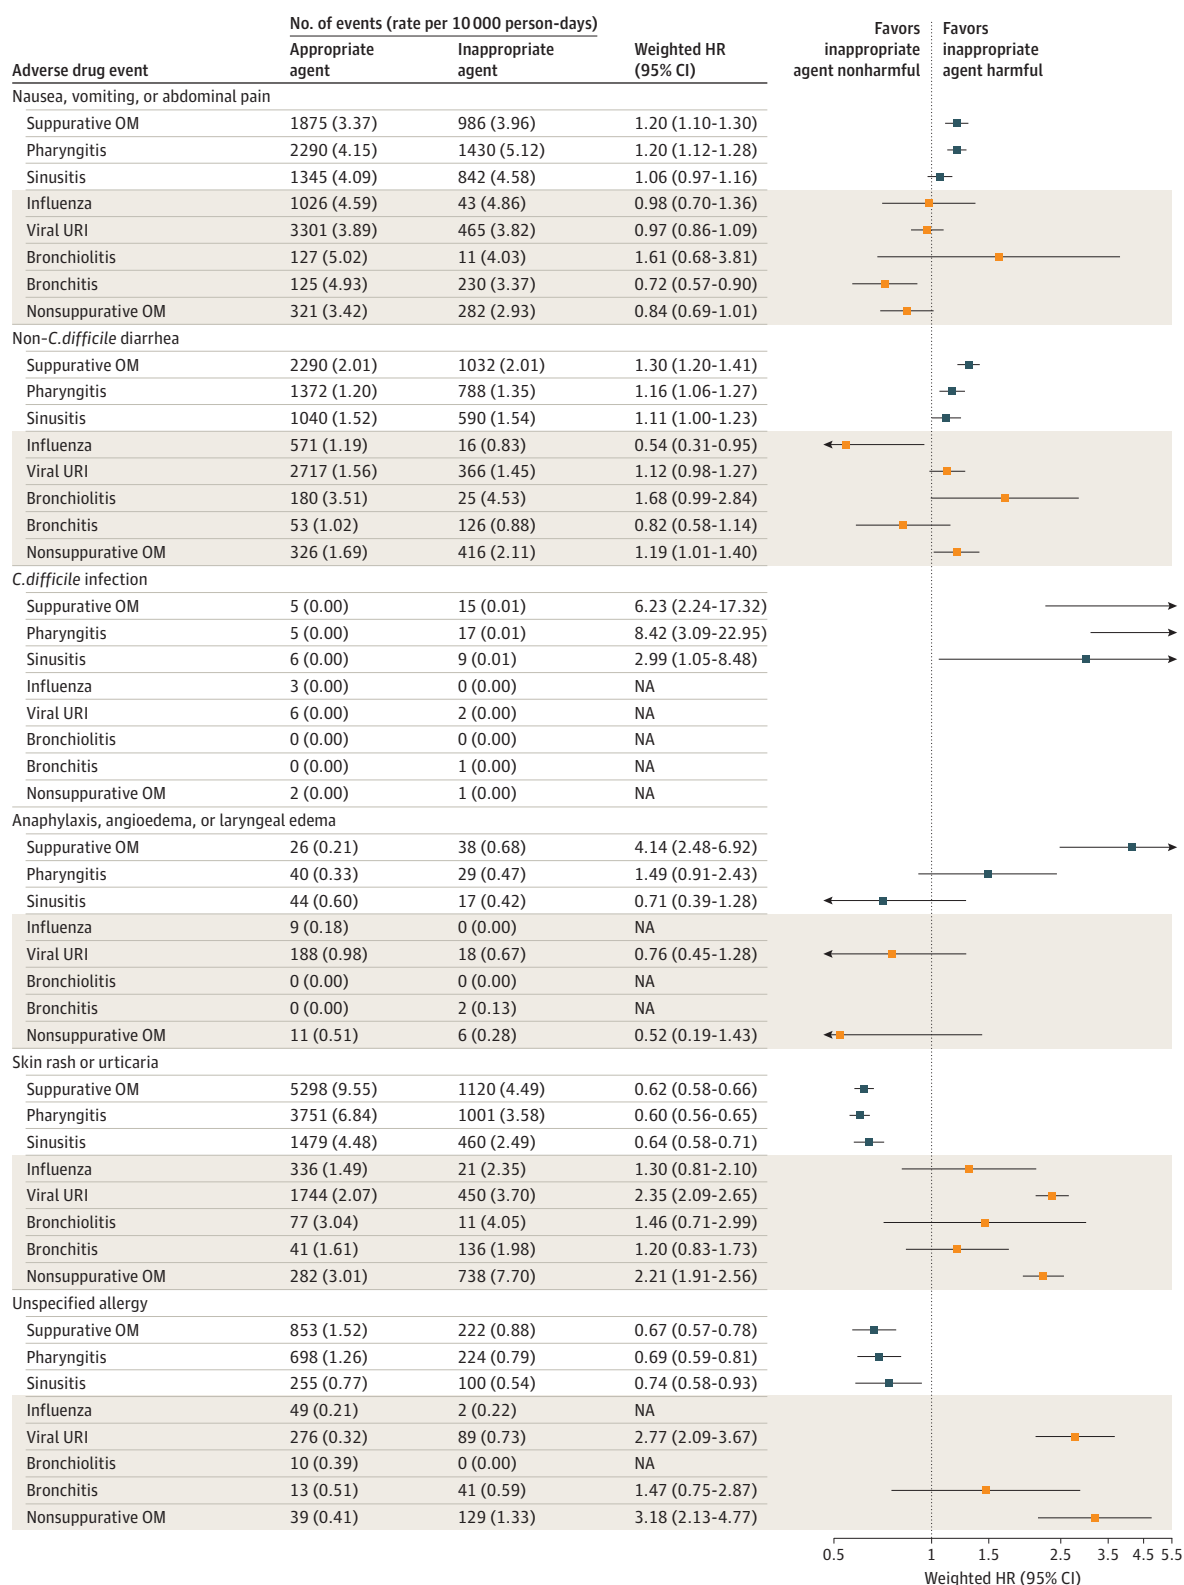 No. of events (rate per 10 000 person-days)
Favors inappropriate agent nonharmful
Favors inappropriate agent harmful
Adverse drug event Appropriate agent Inappropriate agent Weighted HR (95% CI)
Nausea, vomiting, or abdominal pain
Suppurative OM 1875 (3.37) 986 (3.96) 1.20 (1.10-1.30)
Pharyngitis 2290 (4.15) 1430 (5.12) 1.20 (1.12-1.28)
Sinusitis 1345 (4.09) 842 (4.58) 1.06 (0.97-1.16)
Influenza 1026 (4.59) 43 (4.86) 0.98 (0.70-1.36)
Viral URI 3301 (3.89) 465 (3.82) 0.97 (0.86-1.09)
Bronchiolitis 127 (5.02) 11 (4.03) 1.61 (0.68-3.81)
Bronchitis 125 (4.93) 230 (3.37) 0.72 (0.57-0.90)
Nonsuppurative OM 321 (3.42) 282 (2.93) 0.84 (0.69-1.01)
Non-C.difficile diarrhea
Suppurative OM 2290 (2.01) 1032 (2.01) 1.30 (1.20-1.41)
Pharyngitis 1372 (1.20) 788 (1.35) 1.16 (1.06-1.27)
Sinusitis 1040 (1.52) 590 (1.54) 1.11 (1.00-1.23)
Influenza 571 (1.19) 16 (0.83) 0.54 (0.31-0.95)
Viral URI 2717 (1.56) 366 (1.45) 1.12 (0.98-1.27)
Bronchiolitis 180 (3.51) 25 (4.53) 1.68 (0.99-2.84)
Bronchitis 53 (1.02) 126 (0.88) 0.82 (0.58-1.14)
Nonsuppurative OM 326 (1.69) 416 (2.11) 1.19 (1.01-1.40)
C.difficile infection
Suppurative OM 5 (0.00) 15 (0.01) 6.23 (2.24-17.32)
Pharyngitis 5 (0.00) 17 (0.01) 8.42 (3.09-22.95)
Sinusitis 6 (0.00) 9 (0.01) 2.99 (1.05-8.48)
Influenza 3 (0.00) 0 (0.00) NA
Viral URI 6 (0.00) 2 (0.00) NA
Bronchiolitis 0 (0.00) 0 (0.00) NA
Bronchitis 0 (0.00) 1 (0.00) NA
Nonsuppurative OM 2 (0.00) 1 (0.00) NA
Anaphylaxis, angioedema, or laryngeal edema
Suppurative OM 26 (0.21) 38 (0.68) 4.14 (2.48-6.92)
Pharyngitis 40 (0.33) 29 (0.47) 1.49 (0.91-2.43)
Sinusitis 44 (0.60) 17 (0.42) 0.71 (0.39-1.28)
Influenza 9 (0.18) 0 (0.00) NA
Viral URI 188 (0.98) 18 (0.67) 0.76 (0.45-1.28)
Bronchiolitis 0 (0.00) 0 (0.00) NA
Bronchitis 0 (0.00) 2 (0.13) NA
Nonsuppurative OM 11 (0.51) 6 (0.28) 0.52 (0.19-1.43)
Skin rash or urticaria
Suppurative OM 5298 (9.55) 1120 (4.49) 0.62 (0.58-0.66)
Pharyngitis 3751 (6.84) 1001 (3.58) 0.60 (0.56-0.65)
Sinusitis 1479 (4.48) 460 (2.49) 0.64 (0.58-0.71)
Influenza 336 (1.49) 21 (2.35) 1.30 (0.81-2.10)
Viral URI 1744 (2.07) 450 (3.70) 2.35 (2.09-2.65)
Bronchiolitis 77 (3.04) 11 (4.05) 1.46 (0.71-2.99)
Bronchitis 41 (1.61) 136 (1.98) 1.20 (0.83-1.73)
Nonsuppurative OM 282 (3.01) 738 (7.70) 2.21 (1.91-2.56)
Unspecified allergy
Suppurative OM 853 (1.52) 222 (0.88) 0.67 (0.57-0.78)
Pharyngitis 698 (1.26) 224 (0.79) 0.69 (0.59-0.81)
Sinusitis 255 (0.77) 100 (0.54) 0.74 (0.58-0.93)
Influenza 49 (0.21) 2 (0.22) NA
Viral URI 276 (0.32) 89 (0.73) 2.77 (2.09-3.67)
Bronchiolitis 10 (0.39) 0 (0.00) NA
Bronchitis 13 (0.51) 41 (0.59) 1.47 (0.75-2.87)
Nonsuppurative OM 39 (0.41) 129 (1.33) 3.18 (2.13-4.77)
0.5 1 1.5 2.5 3.5 4.5 5.5
Weighted HR (95% CI)